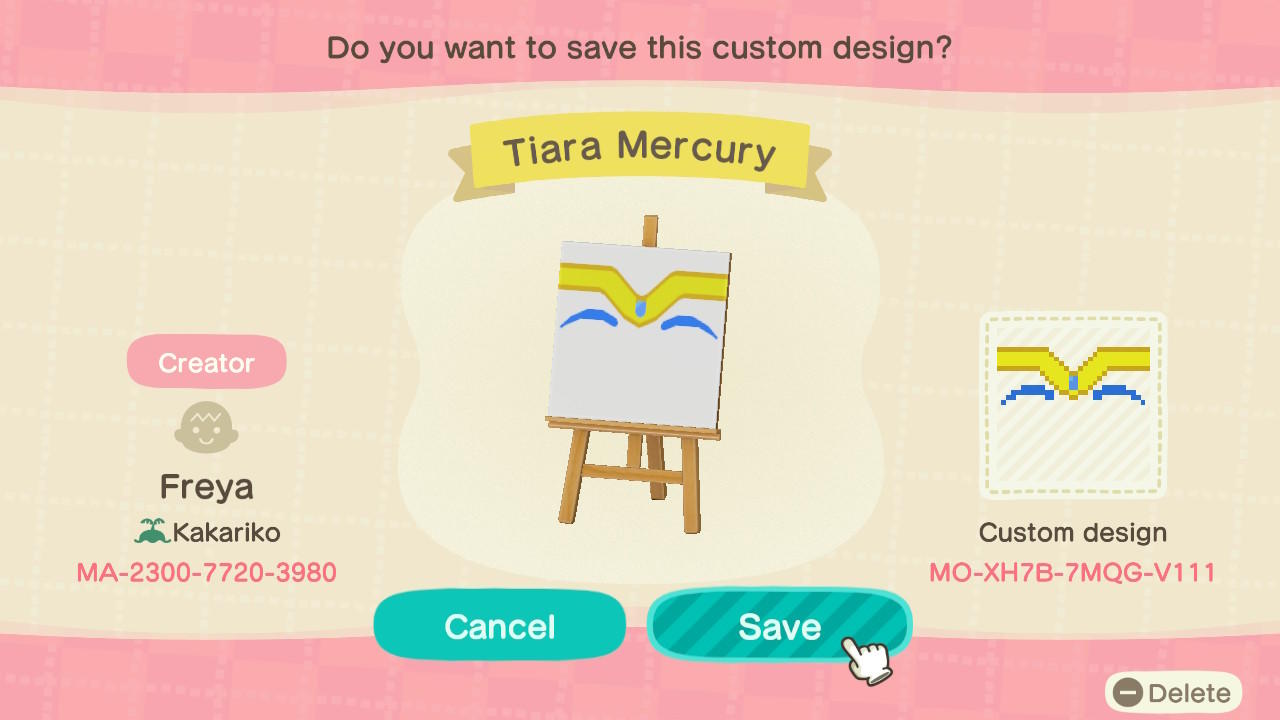 Do you want to save this custom design?
Tiara Mercury
Creator
Freya
Kakariko
MA-2300-7720-3980
Custom design
MO-XH7B-7MQG-V111
Cancel
Save
Delete